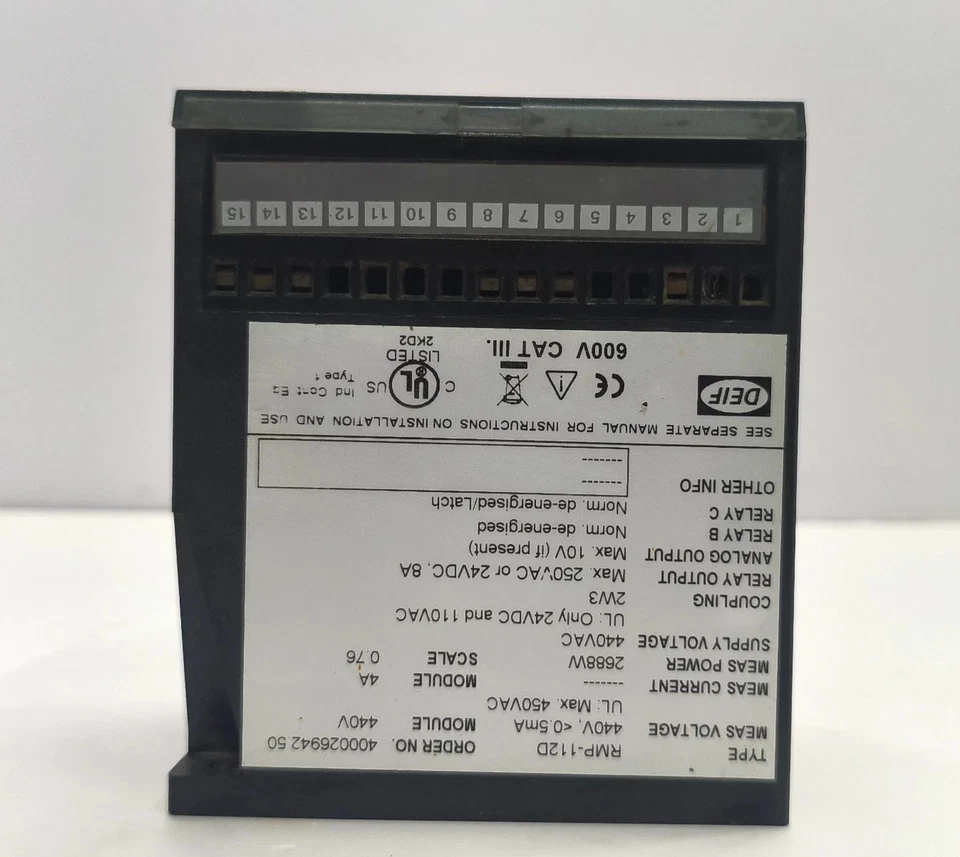 TYPE RMP-112D ORDER NO. 400026942 50
MEAS VOLTAGE 440V, <0.5mA MODULE 440V
UL: Max. 450VAC
MEAS CURRENT ------ MODULE 4A
MEAS POWER 2688W SCALE 0.76
SUPPLY VOLTAGE 440VAC
UL: Only 24VDC and 110VAC
COUPLING 2W3
RELAY OUTPUT Max. 250VAC or 24VDC, 8A
ANALOG OUTPUT Max. 10V (if present)
RELAY B Norm. de-energised
RELAY C Norm. de-energised/Latch
OTHER INFO ------
------
SEE SEPARATE MANUAL FOR INSTRUCTIONS ON INSTALLATION AND USE
DEIF CE C UL US Ind Cont Eq
Type 1
600V CAT III. LISTED
2KD2
1 2 3 4 5 6 7 8 9 10 11 12 13 14 15